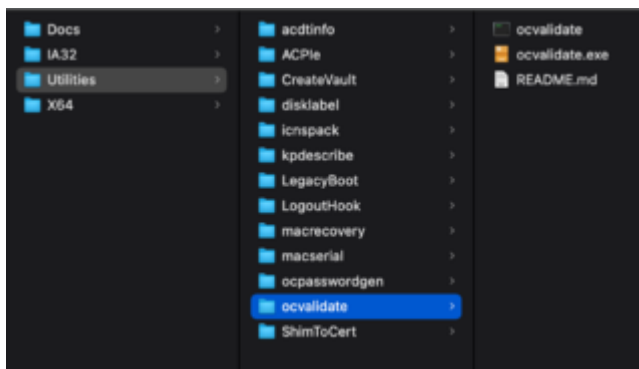 Docs
IA32
Utilities
X64
acdtinfo
ACPIe
CreateVault
disklabel
icnspack
kpdescribe
LegacyBoot
LogoutHook
macrecovery
macserial
ocpasswordgen
ocvalidate
ShimToCert
ocvalidate
ocvalidate.exe
README.md